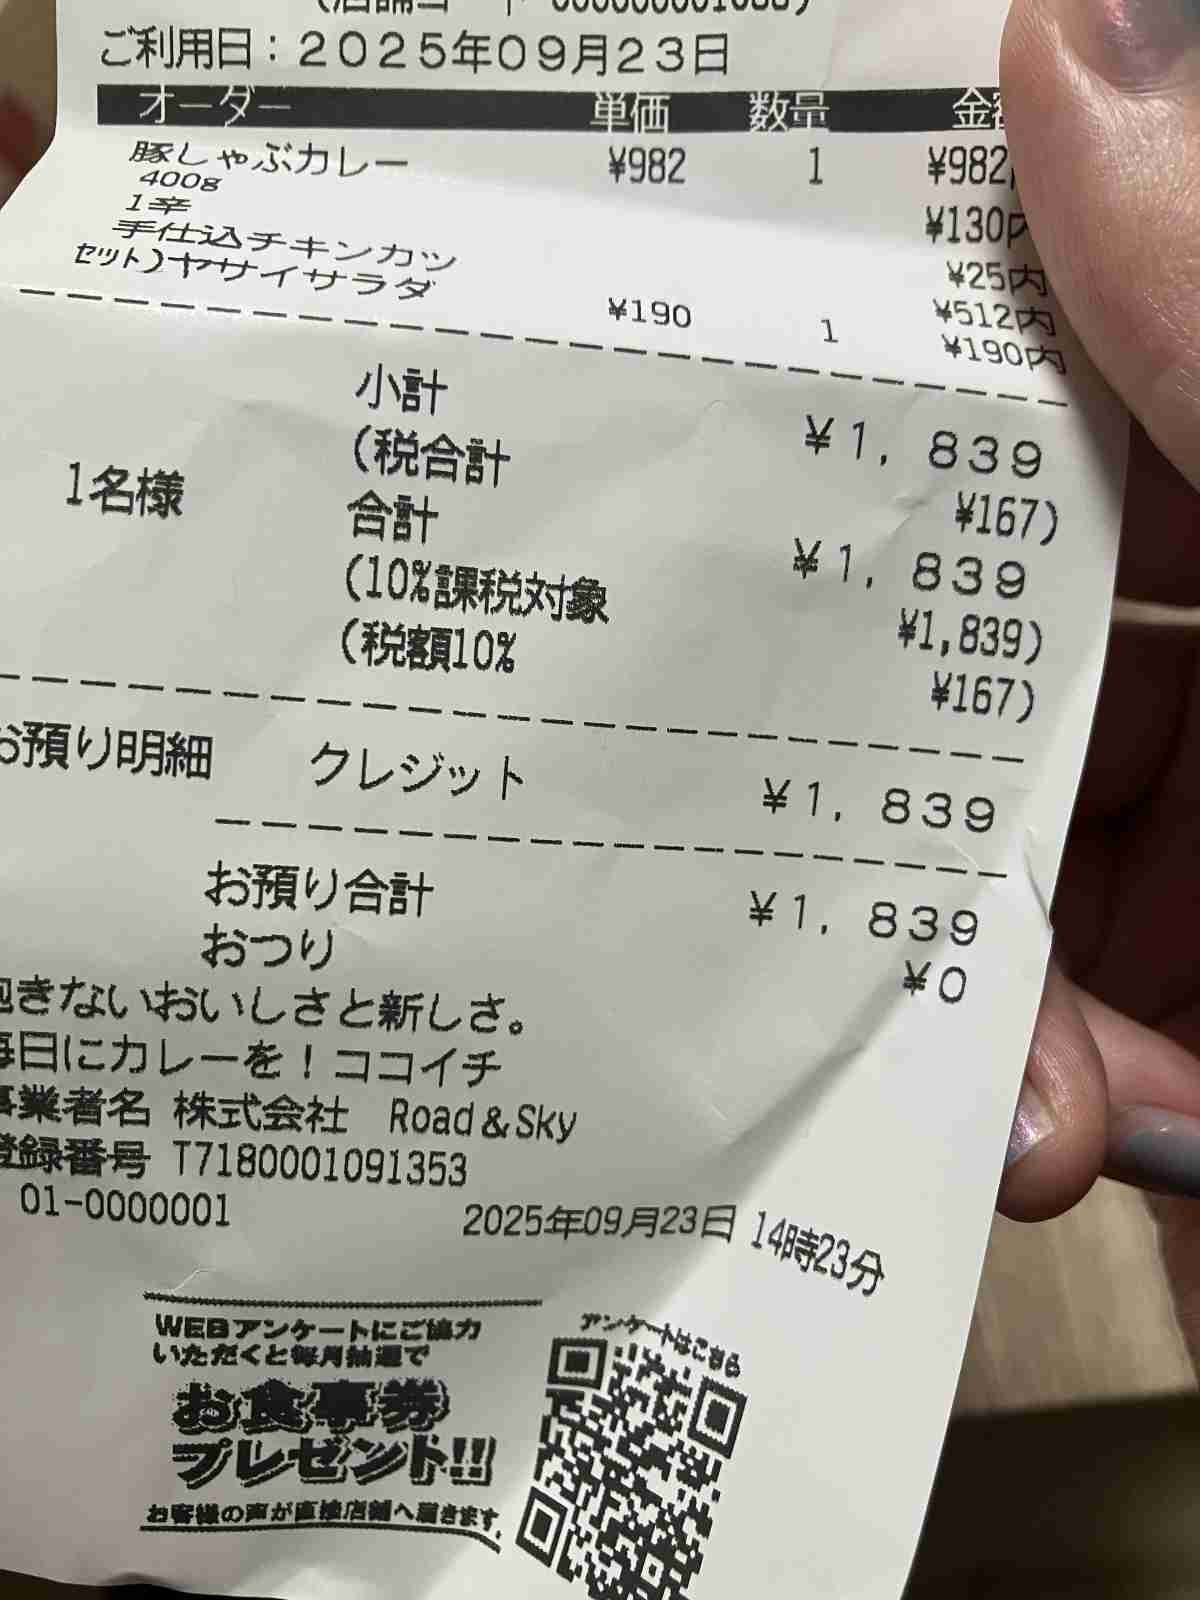 ご利用日：２０２５年０９月２３日
オーダー 単価 数量
豚しゃぶカレー ¥982 1 ¥982
400g ¥130内
1辛 ¥25内
手仕込チキンカツ ¥512内
セット)ヤサイサラダ ¥190 1 ¥190内
小計 ¥1,839
(税合計 ¥167)
1名様 合計 ¥1,839
(10%課税対象 ¥1,839)
(税額10% ¥167)
お預り明細 クレジット ¥1,839
お預り合計 ¥1,839
おつり ¥0
飽きないおいしさと新しさ。
毎日にカレーを！ココイチ
事業者名 株式会社 Road＆Sky
登録番号 T7180001091353
01-0000001 2025年09月23日 14時23分
WEBアンケートにご協力
いただくと毎月抽選で
お食事券
プレゼント!!
お客様の声が直接店舗へ届きます。
アンケートはこちら